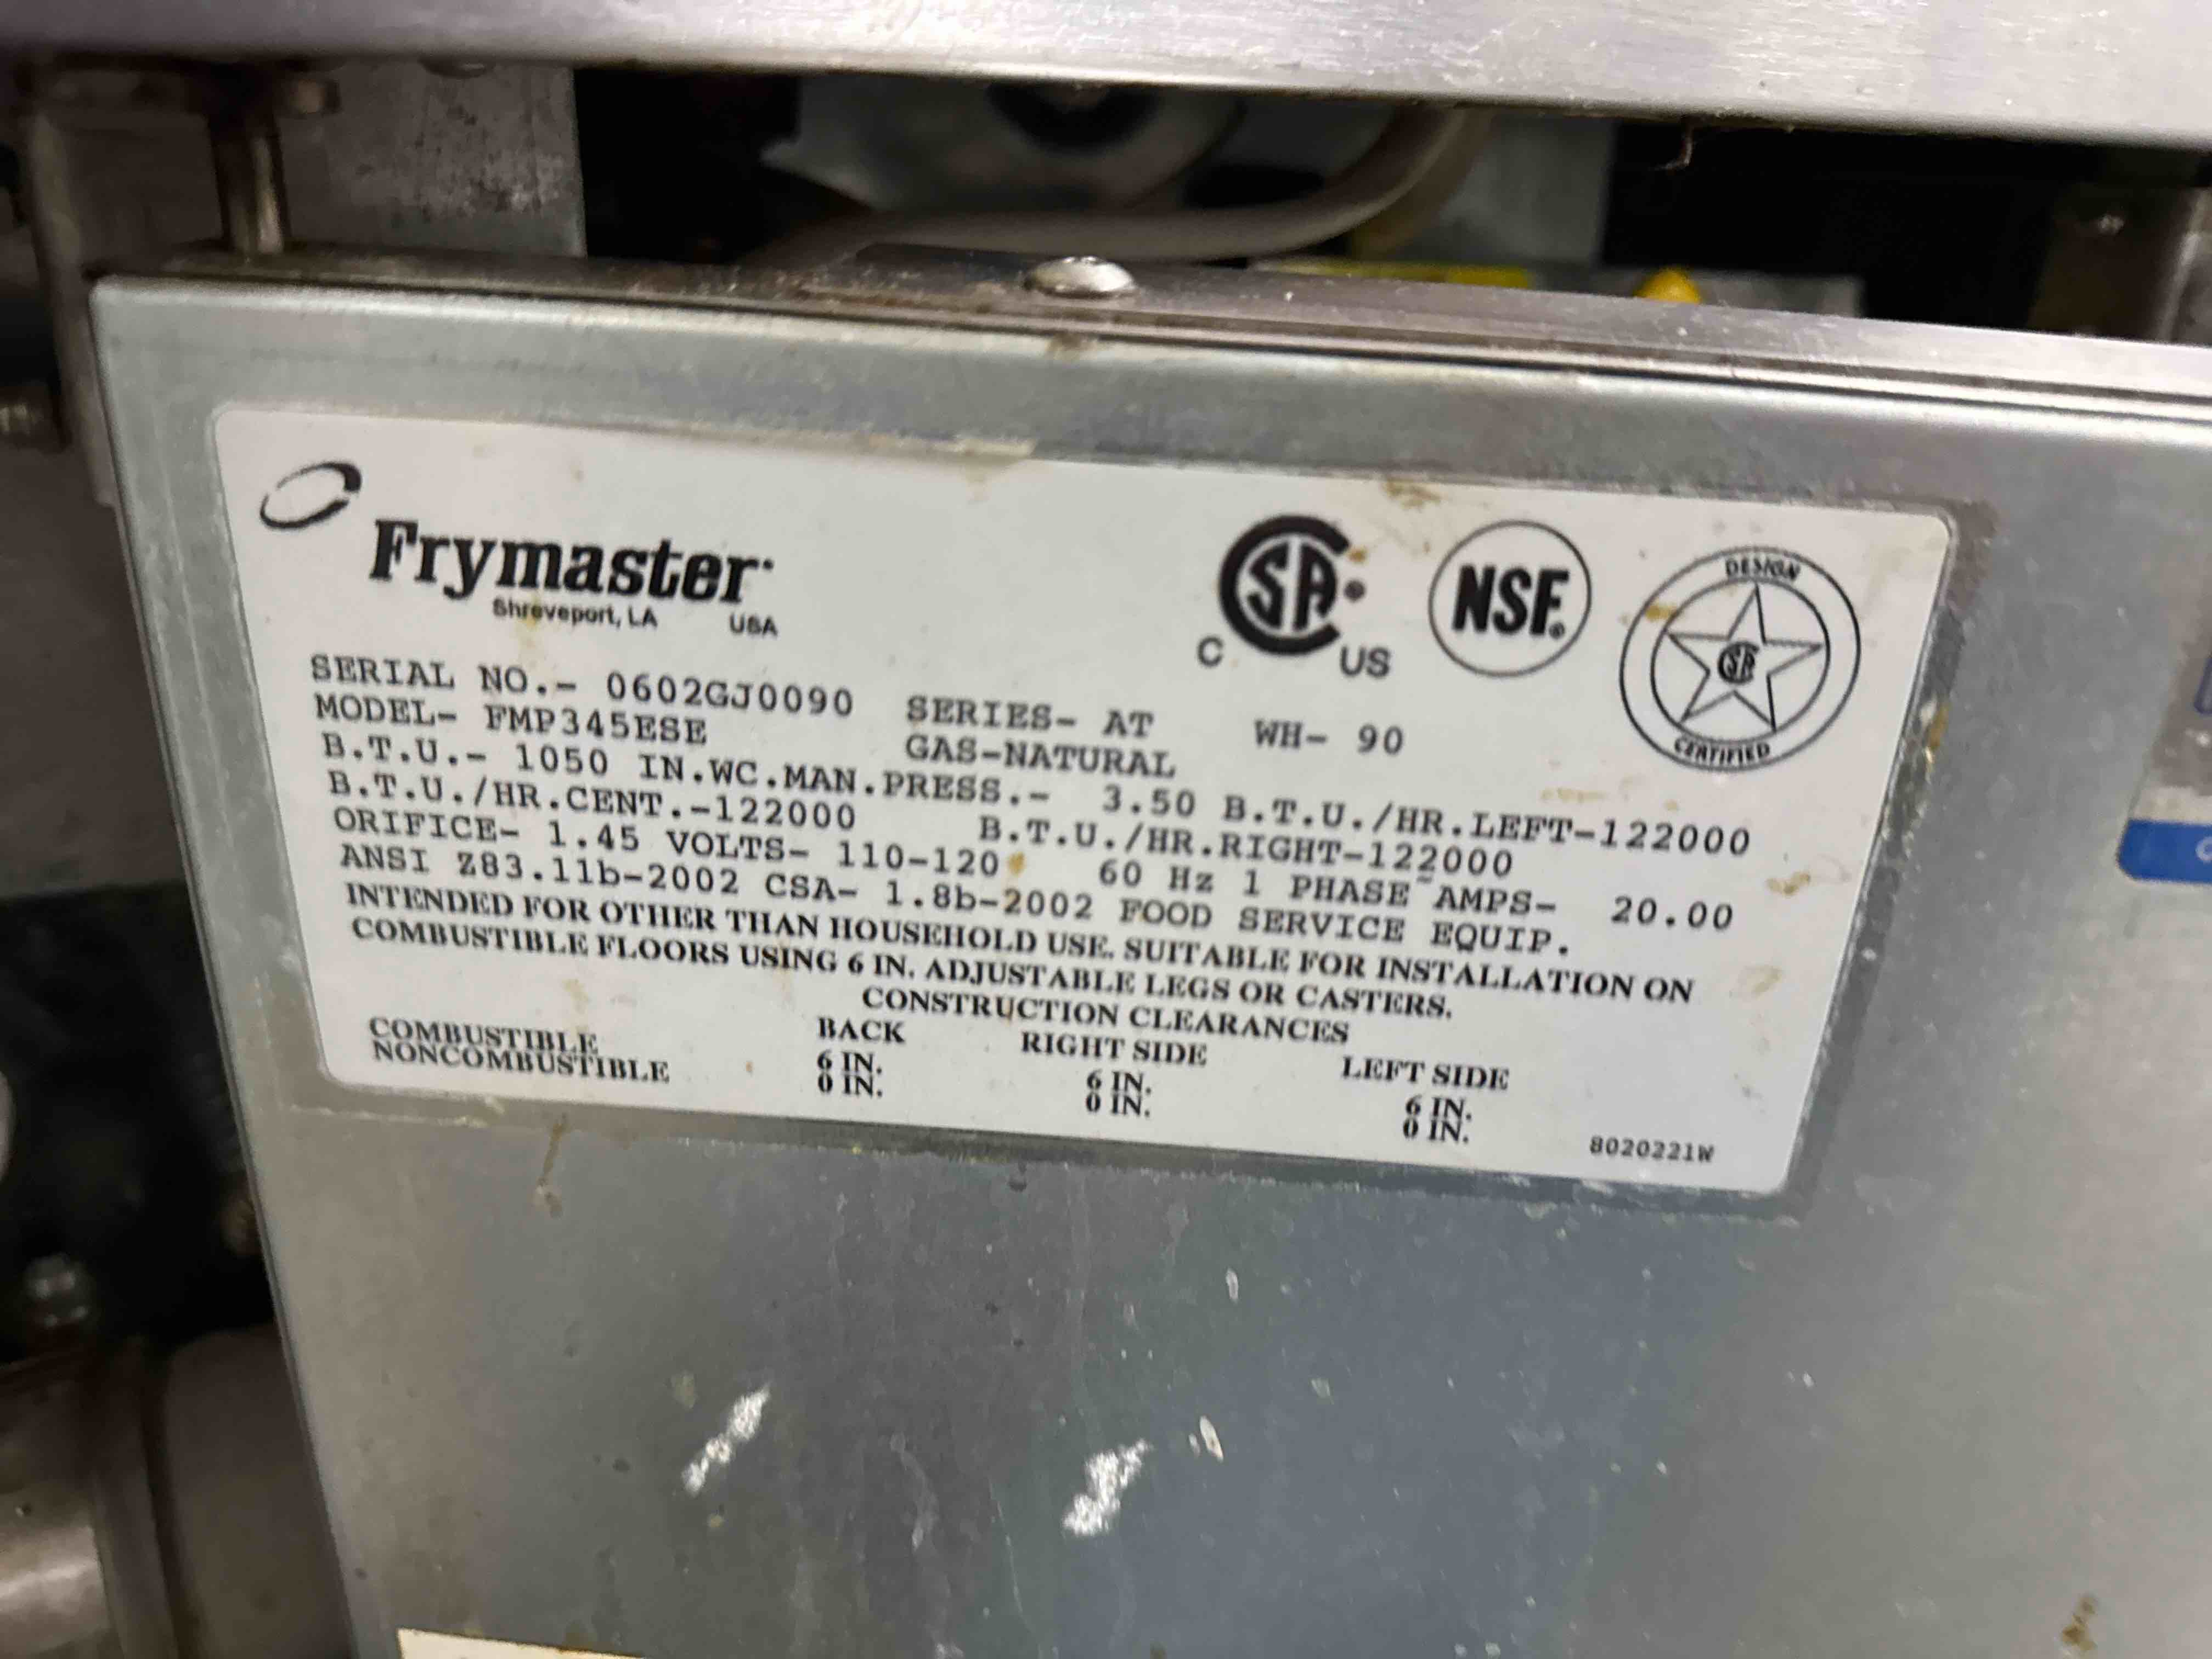 Frymaster
Shreveport, LA USA
C SA US
NSF®
DESIGN
SA
CERTIFIED
SERIAL NO.- 0602GJ0090 SERIES- AT WH- 90
MODEL- FMP345ESE GAS-NATURAL
B.T.U.- 1050 IN.WC.MAN.PRESS.- 3.50 B.T.U./HR.LEFT-122000
B.T.U./HR.CENT.-122000 B.T.U./HR.RIGHT-122000
ORIFICE- 1.45 VOLTS- 110-120 60 Hz 1 PHASE AMPS- 20.00
ANSI Z83.11b-2002 CSA- 1.8b-2002 FOOD SERVICE EQUIP.
INTENDED FOR OTHER THAN HOUSEHOLD USE. SUITABLE FOR INSTALLATION ON
COMBUSTIBLE FLOORS USING 6 IN. ADJUSTABLE LEGS OR CASTERS.
CONSTRUCTION CLEARANCES
BACK RIGHT SIDE LEFT SIDE
COMBUSTIBLE 6 IN. 6 IN. 6 IN.
NONCOMBUSTIBLE 0 IN. 0 IN. 0 IN.
8020221W